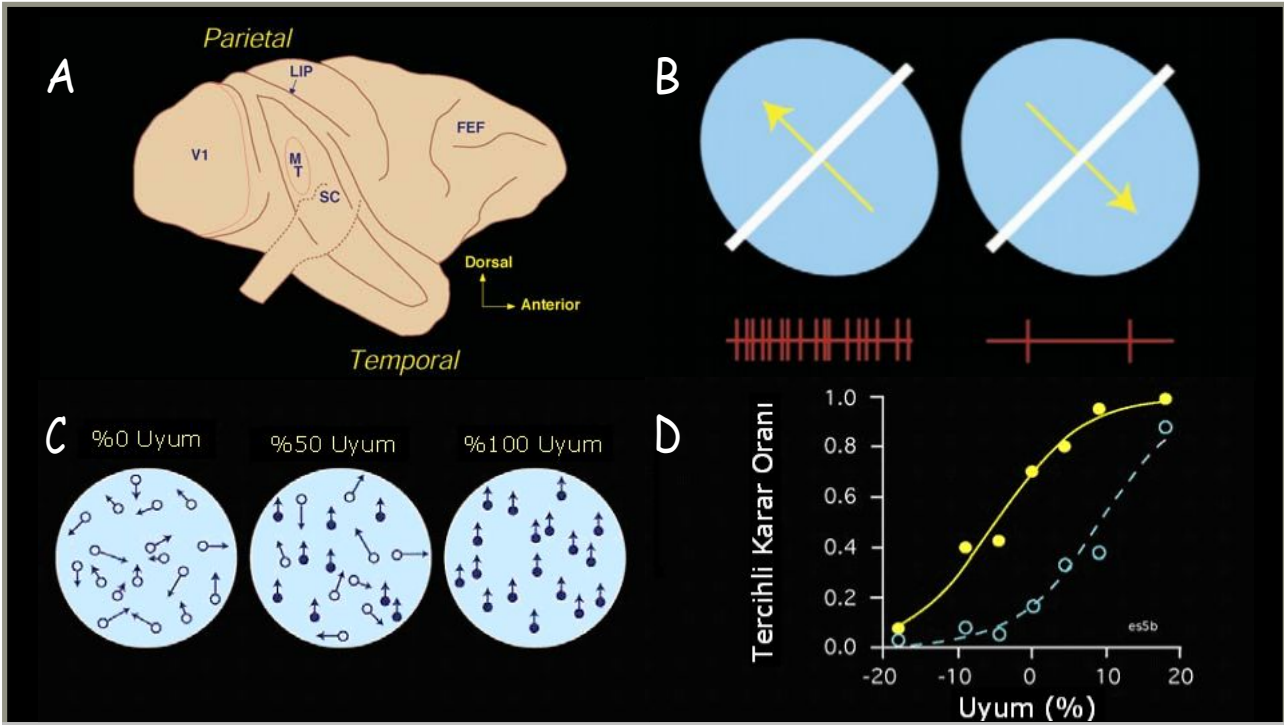 A
Parietal
LIP
V1
M
T
SC
FEF
Dorsal
Anterior
Temporal
B
C
%0 Uyum
%50 Uyum
%100 Uyum
D
Tercihli Karar Oranı
1.0
0.8
0.6
0.4
0.2
0.0
es5b
-20
-10
0
10
20
Uyum (%)